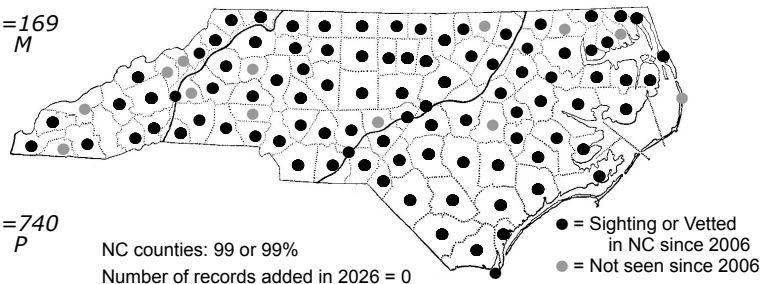 =169
M
=740
P
NC counties: 99 or 99%
Number of records added in 2026 = 0
= Sighting or Vetted
in NC since 2006
= Not seen since 2006